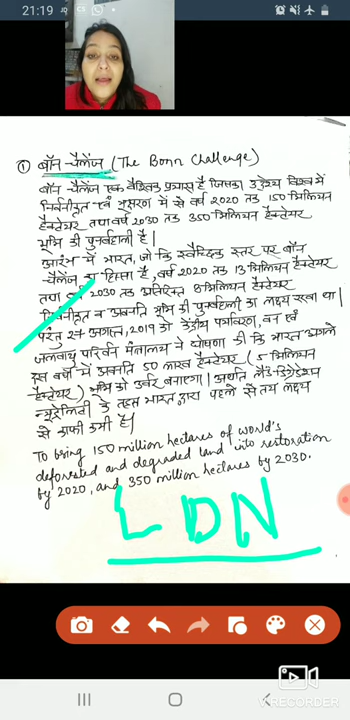 21:19
① बॉन-चैलेंज (The Bonn Challenge)
बॉन चैलेंज एक वैश्विक प्रयास है जिसका उद्देश्य विश्व में
निर्वनीकृत एवं भूक्षरण में से वर्ष 2020 तक 150 मिलियन
हैक्टेयर तथा वर्ष 2030 तक 350 मिलियन हैक्टेयर
भूमि की पुनर्बहाली है।
आरंभ में भारत, जो कि स्वैच्छिक स्तर पर बॉन
चैलेंज का हिस्सा है, वर्ष 2020 तक 13 मिलियन हैक्टेयर
तथा वर्ष 2030 तक अतिरिक्त 8 मिलियन हैक्टेयर
निर्वनीकृत व अवनति भूमि की पुनर्बहाली का लक्ष्य रखा था।
परंतु 24 अगस्त, 2019 को केंद्रीय पर्यावरण, वन एवं
जलवायु परिवर्तन मंत्रालय ने घोषणा की कि भारत अगले
दस वर्षों में अवनति 50 लाख हैक्टेयर (5 मिलियन
हैक्टेयर) भूमि को उर्वर बनाएगा। अर्थात लैंड-डिग्रेडेशन
न्यूट्रेलिटी के तहत भारत द्वारा पहले से तय लक्ष्य
से काफी कमी है।
To bring 150 million hectares of world's
deforested and degraded land into restoration
by 2020, and 350 million hectares by 2030.
LDN
VRECORDER